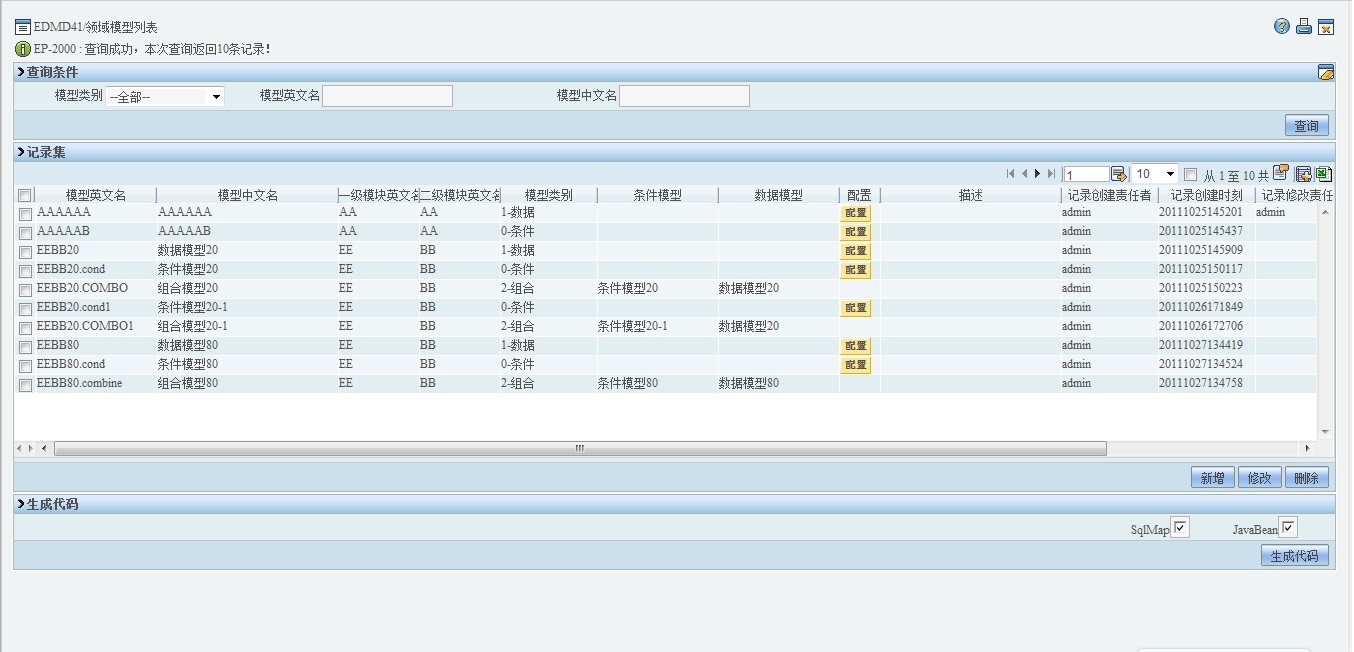 EDMD41/领域模型列表
EP-2000 : 查询成功，本次查询返回10条记录!
查询条件
模型类别 --全部-- 模型英文名 模型中文名
查询
记录集
1 10 从 1 至 10 共
模型英文名 模型中文名 一级模块英文名 二级模块英文名 模型类别 条件模型 数据模型 配置 描述 记录创建责任者 记录创建时刻 记录修改责任
AAAAAA AAAAAA AA AA 1-数据 配置 admin 20111025145201 admin
AAAAAB AAAAAB AA AA 0-条件 配置 admin 20111025145437
EEBB20 数据模型20 EE BB 1-数据 配置 admin 20111025145909
EEBB20.cond 条件模型20 EE BB 0-条件 配置 admin 20111025150117
EEBB20.COMBO 组合模型20 EE BB 2-组合 条件模型20 数据模型20 admin 20111025150223
EEBB20.cond1 条件模型20-1 EE BB 0-条件 配置 admin 20111026171849
EEBB20.COMBO1 组合模型20-1 EE BB 2-组合 条件模型20-1 数据模型20 admin 20111026172706
EEBB80 数据模型80 EE BB 1-数据 配置 admin 20111027134419
EEBB80.cond 条件模型80 EE BB 0-条件 配置 admin 20111027134524
EEBB80.combine 组合模型80 EE BB 2-组合 条件模型80 数据模型80 admin 20111027134758
新增 修改 删除
生成代码
SqlMap JavaBean
生成代码